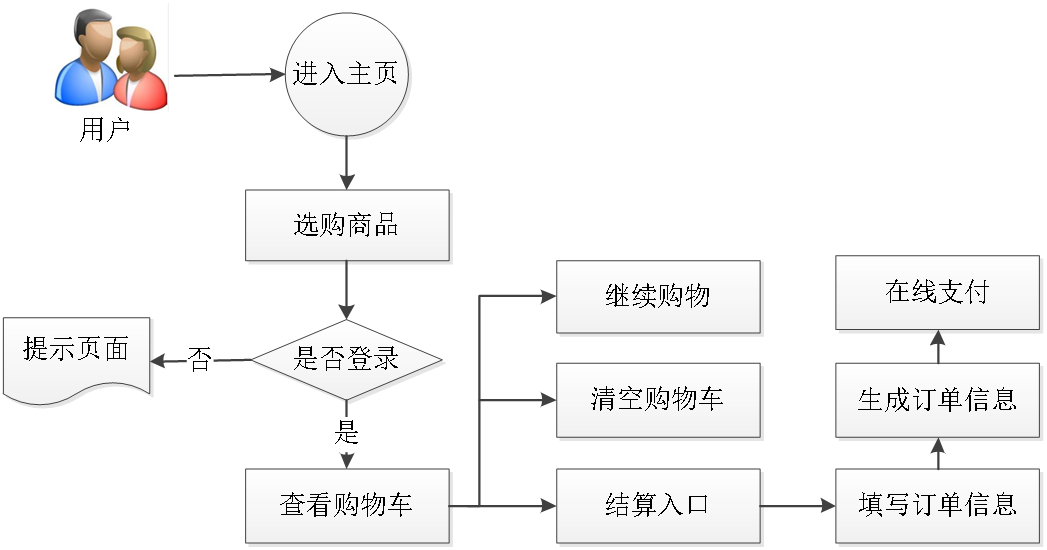 进入主页
用户
选购商品
继续购物
在线支付
提示页面
否
是否登录
清空购物车
生成订单信息
是
查看购物车
结算入口
填写订单信息